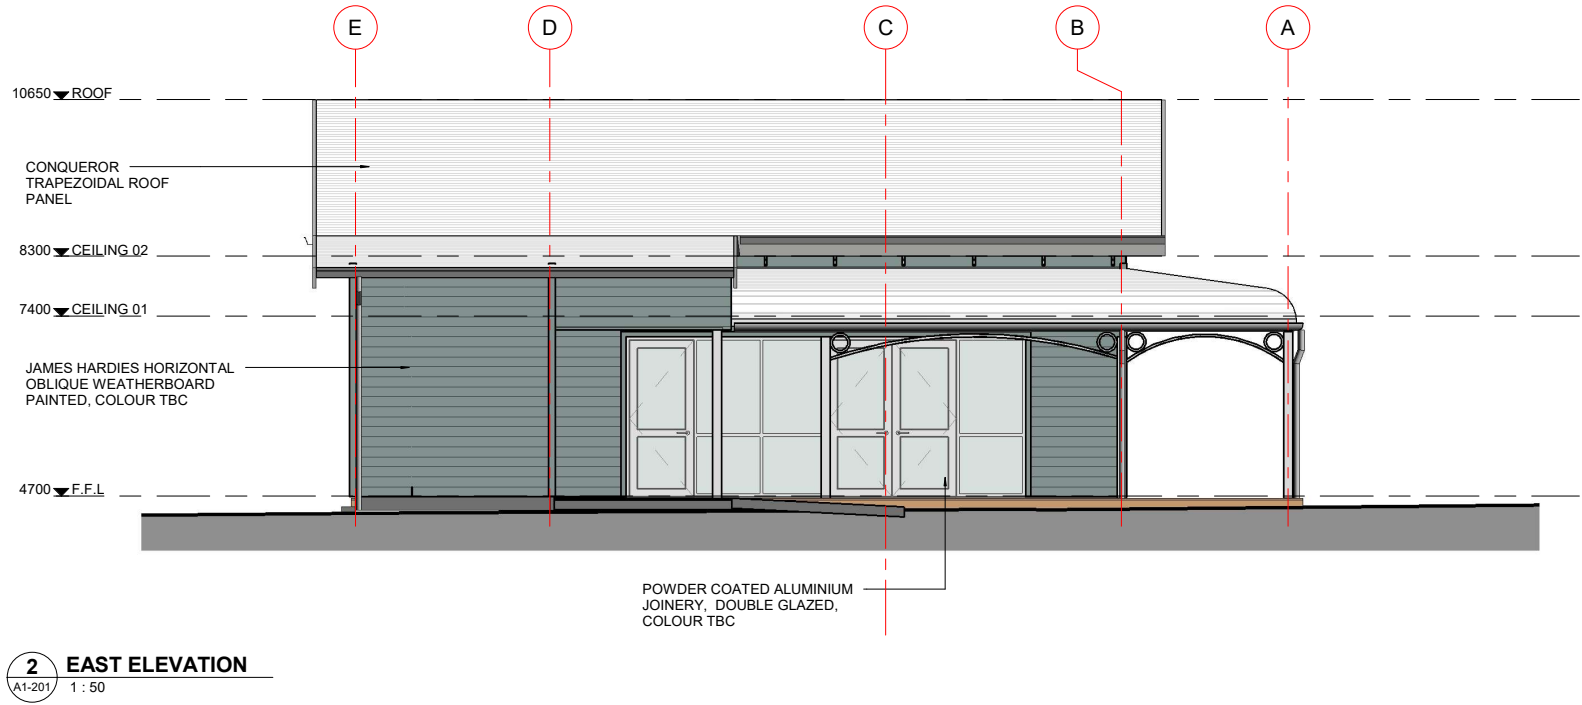 E D C B A
10650 ROOF
CONQUEROR
TRAPEZOIDAL ROOF
PANEL
8300 CEILING 02
7400 CEILING 01
JAMES HARDIES HORIZONTAL
OBLIQUE WEATHERBOARD
PAINTED, COLOUR TBC
4700 F.F.L
POWDER COATED ALUMINIUM
JOINERY, DOUBLE GLAZED,
COLOUR TBC
2 EAST ELEVATION
A1-201 1 : 50